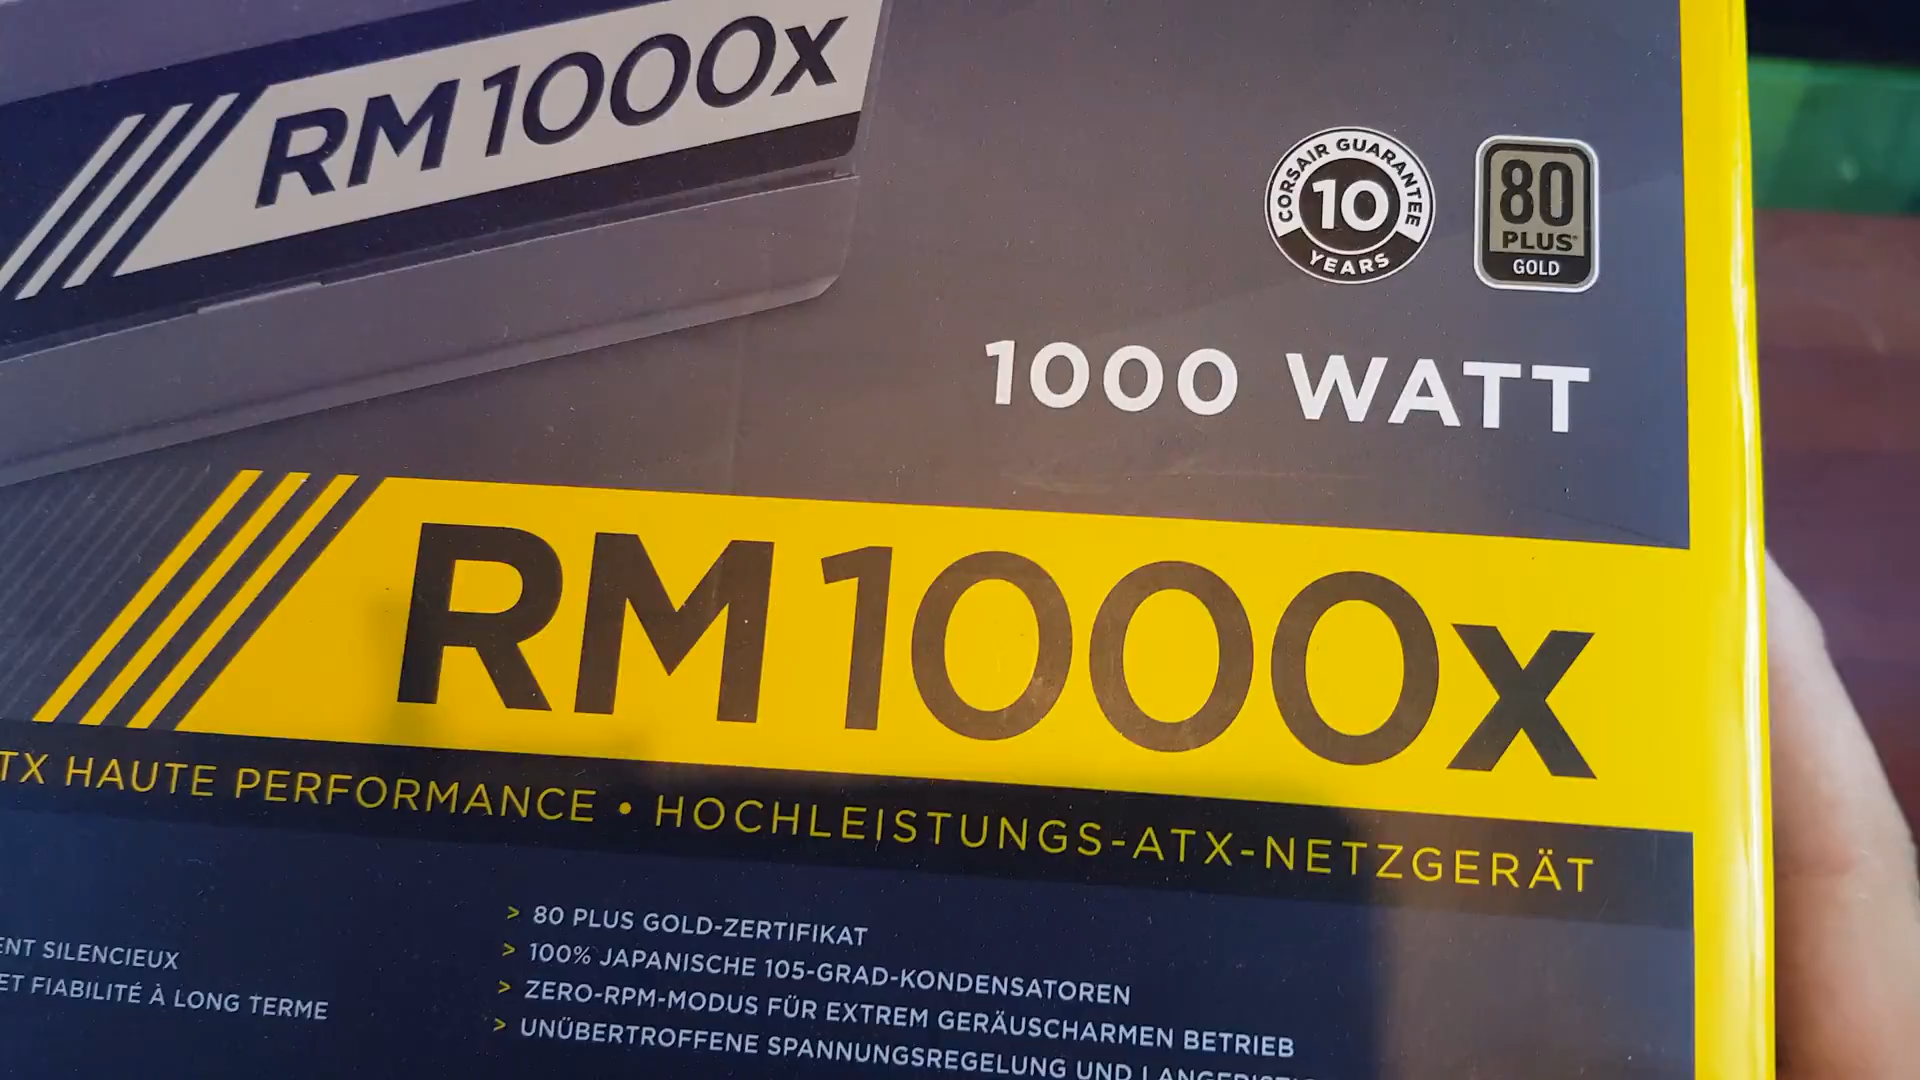 RM1000x
CORSAIR GUARANTEE
10
YEARS
80
PLUS
GOLD
1000 WATT
RM1000x
TX HAUTE PERFORMANCE • HOCHLEISTUNGS-ATX-NETZGERÄT
ENT SILENCIEUX
ET FIABILITÉ À LONG TERME
> 80 PLUS GOLD-ZERTIFIKAT
> 100% JAPANISCHE 105-GRAD-KONDENSATOREN
> ZERO-RPM-MODUS FÜR EXTREM GERÄUSCHARMEN BETRIEB
> UNÜBERTROFFENE SPANNUNGSREGELUNG UND